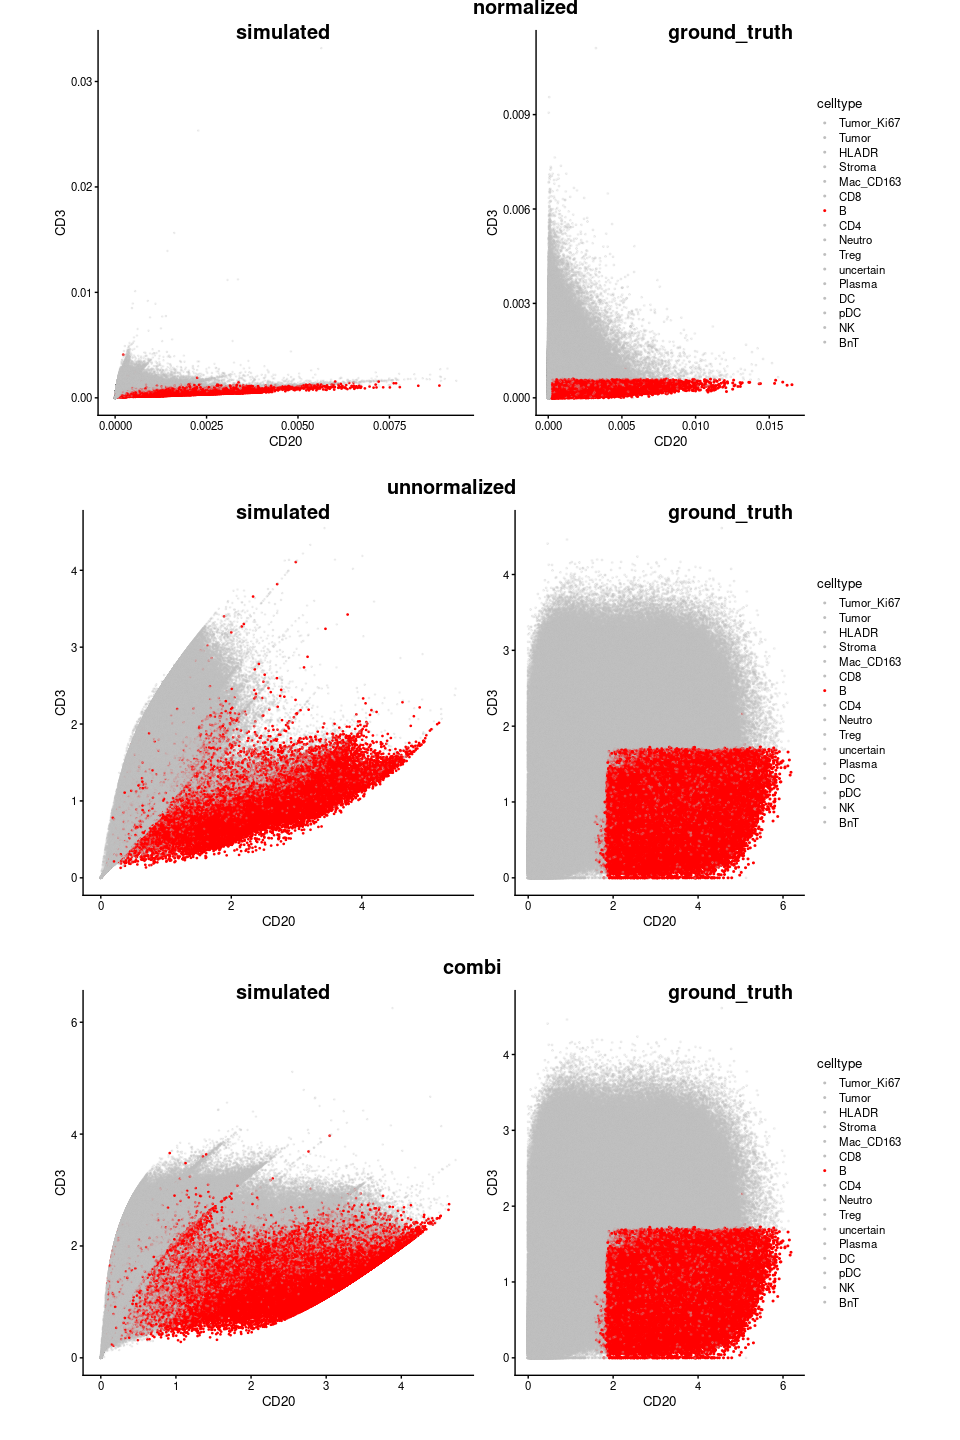 normalized
simulated
ground_truth
CD3
0.03
0.02
0.01
0.00
0.0000 0.0025 0.0050 0.0075
CD20
CD3
0.009
0.006
0.003
0.000
0.000 0.005 0.010 0.015
CD20
celltype
Tumor_Ki67
Tumor
HLADR
Stroma
Mac_CD163
CD8
B
CD4
Neutro
Treg
uncertain
Plasma
DC
pDC
NK
BnT
unnormalized
simulated
ground_truth
CD3
4
3
2
1
0
0 2 4
CD20
CD3
4
3
2
1
0
0 2 4 6
CD20
celltype
Tumor_Ki67
Tumor
HLADR
Stroma
Mac_CD163
CD8
B
CD4
Neutro
Treg
uncertain
Plasma
DC
pDC
NK
BnT
combi
simulated
ground_truth
CD3
6
4
2
0
0 1 2 3 4
CD20
CD3
4
3
2
1
0
0 2 4 6
CD20
celltype
Tumor_Ki67
Tumor
HLADR
Stroma
Mac_CD163
CD8
B
CD4
Neutro
Treg
uncertain
Plasma
DC
pDC
NK
BnT